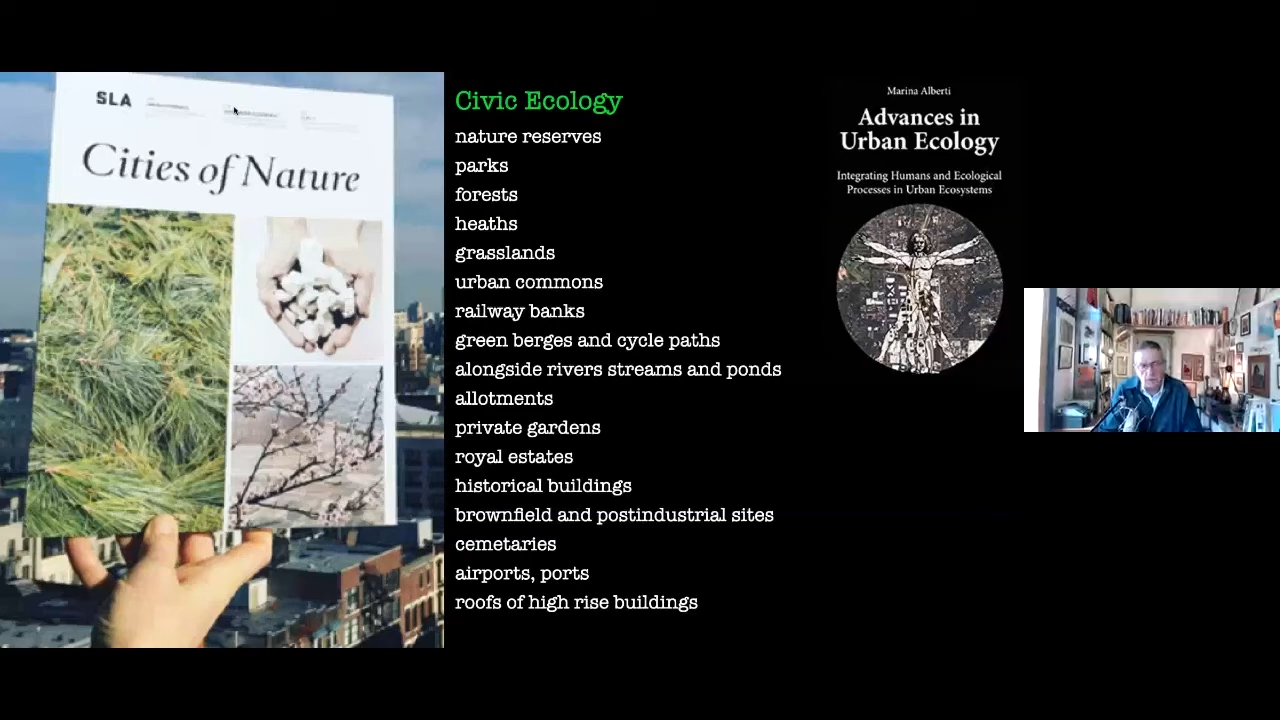 SLA
Cities of Nature
Civic Ecology
nature reserves
parks
forests
heaths
grasslands
urban commons
railway banks
green berges and cycle paths
alongside rivers streams and ponds
allotments
private gardens
royal estates
historical buildings
brownfield and postindustrial sites
cemetaries
airports, ports
roofs of high rise buildings
Marina Alberti
Advances in
Urban Ecology
Integrating Humans and Ecological
Processes in Urban Ecosystems